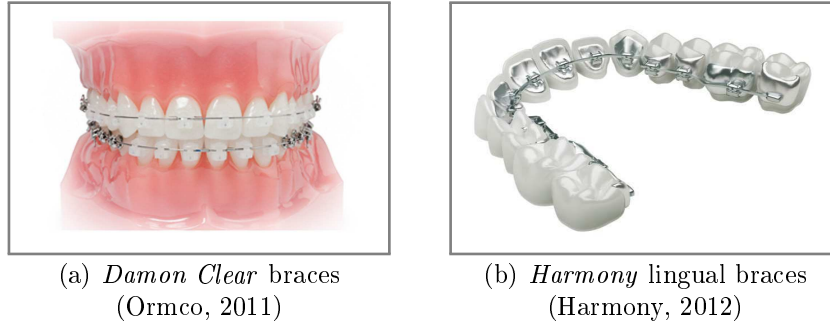 (a) Damon Clear braces
(Ormco, 2011)
(b) Harmony lingual braces
(Harmony, 2012)